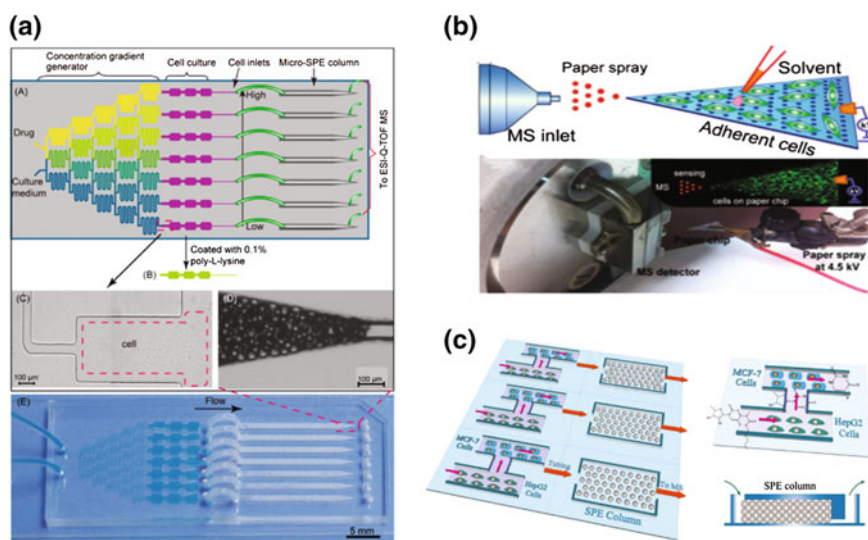 (a)
Concentration gradient
generator
Cell culture
Cell inlets
Micro-SPE column
(A)
High
Drug
Culture
medium
Low
To ESI-Q-TOF MS
Coated with 0.1%
poly-L-lysine
(B)
(C)
cell
100 μm
(D)
100 μm
(E)
Flow
5 mm
(b)
Paper spray
Solvent
MS inlet
Adherent cells
kV
sensing
MS
cells on paper chip
Paper chip
MS detector
Paper spray
at 4.5 kV
(c)
MCF-7
Cells
HepG2
Cells
Tubing
To MS
SPE Column
MCF-7
Cells
HepG2
Cells
SPE column